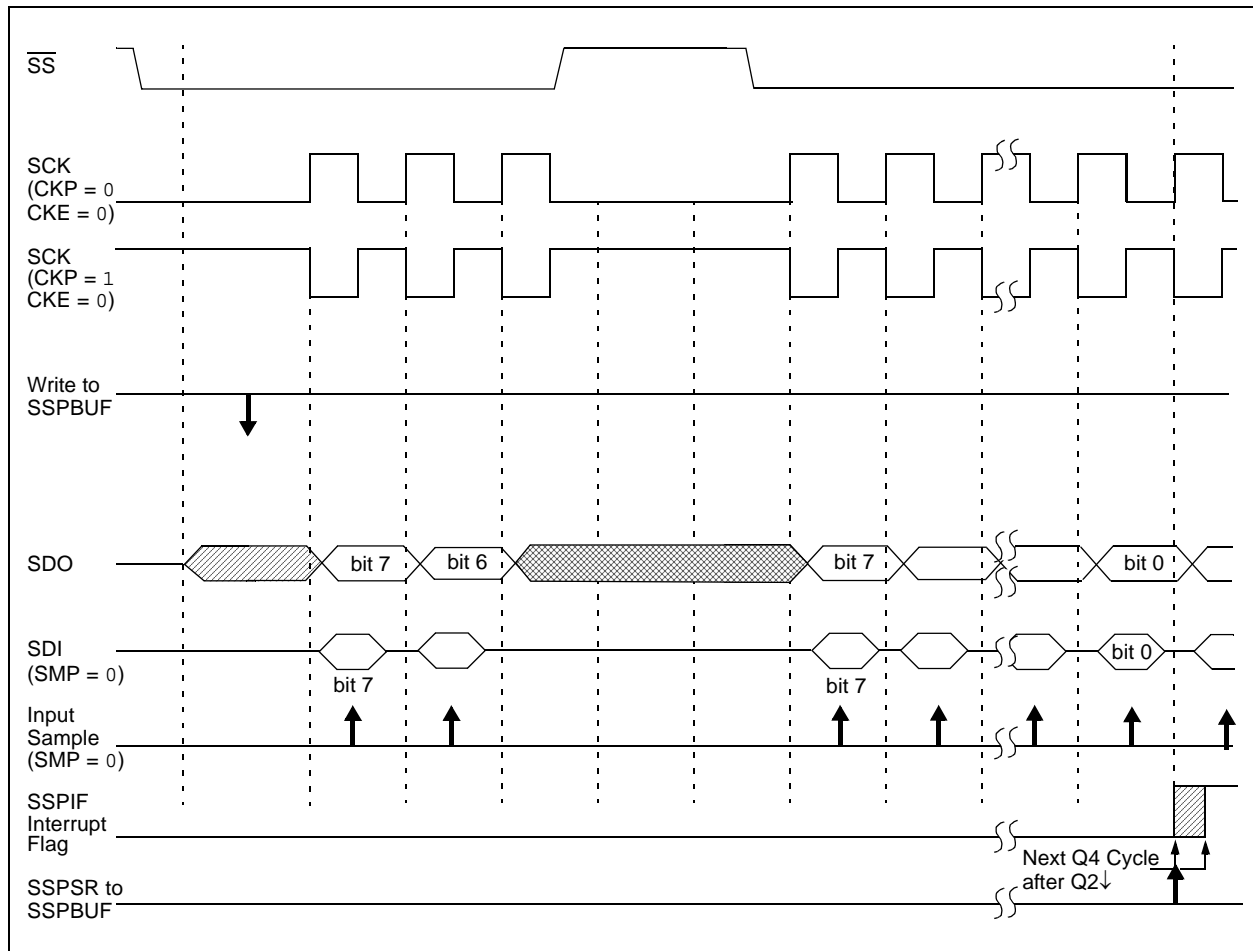 SS
SCK
(CKP = 0
CKE = 0)
SCK
(CKP = 1
CKE = 0)
Write to
SSPBUF
SDO
bit 7
bit 6
bit 7
bit 0
SDI
(SMP = 0)
bit 7
bit 7
bit 0
Input
Sample
(SMP = 0)
SSPIF
Interrupt
Flag
Next Q4 Cycle
after Q2↓
SSPSR to
SSPBUF